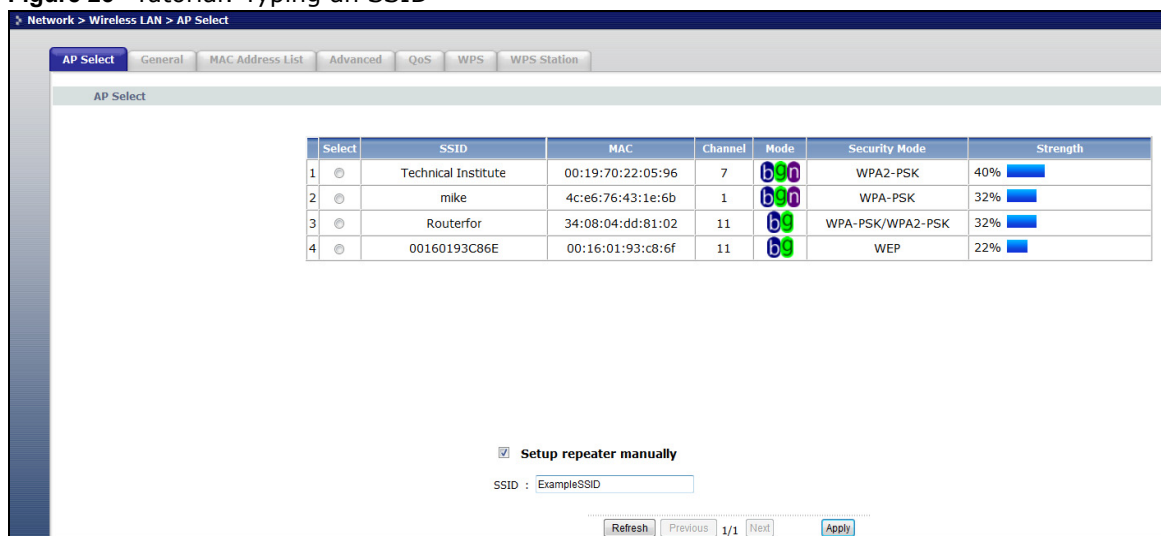 Network > Wireless LAN > AP Select
AP Select General MAC Address List Advanced QoS WPS WPS Station
AP Select
Select SSID MAC Channel Mode Security Mode Strength
1 Technical Institute 00:19:70:22:05:96 7 bgn WPA2-PSK 40%
2 mike 4c:e6:76:43:1e:6b 1 bgn WPA-PSK 32%
3 Routerfor 34:08:04:dd:81:02 11 bg WPA-PSK/WPA2-PSK 32%
4 00160193C86E 00:16:01:93:c8:6f 11 bg WEP 22%
Setup repeater manually
SSID : ExampleSSID
Refresh Previous 1/1 Next Apply